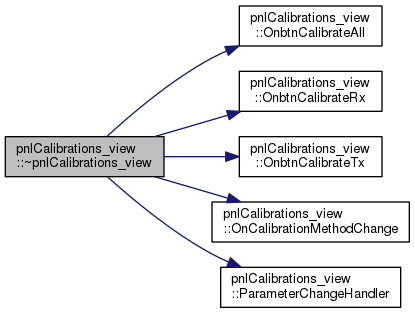 pnlCalibrations_view
::~pnlCalibrations_view
pnlCalibrations_view
::OnbtnCalibrateAll
pnlCalibrations_view
::OnbtnCalibrateRx
pnlCalibrations_view
::OnbtnCalibrateTx
pnlCalibrations_view
::OnCalibrationMethodChange
pnlCalibrations_view
::ParameterChangeHandler